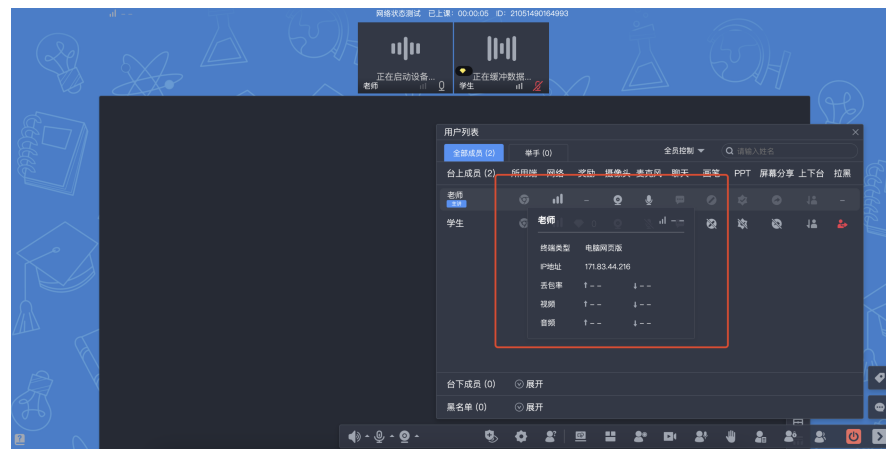 网络状态测试 已上课: 00:00:05 ID: 21051490164993
正在启动设备...
老师
正在缓冲数据...
学生
用户列表
全部成员 (2) 举手 (0) 全员控制 请输入姓名
台上成员 (2) 所用端 网络 奖励 摄像头 麦克风 聊天 画笔 PPT 屏幕分享 上下台 拉黑
老师
主讲
学生
老师
终端类型 电脑网页版
IP地址 171.83.44.216
丢包率 ↑-- ↓--
视频 ↑-- ↓--
音频 ↑-- ↓--
台下成员 (0) 展开
黑名单 (0) 展开